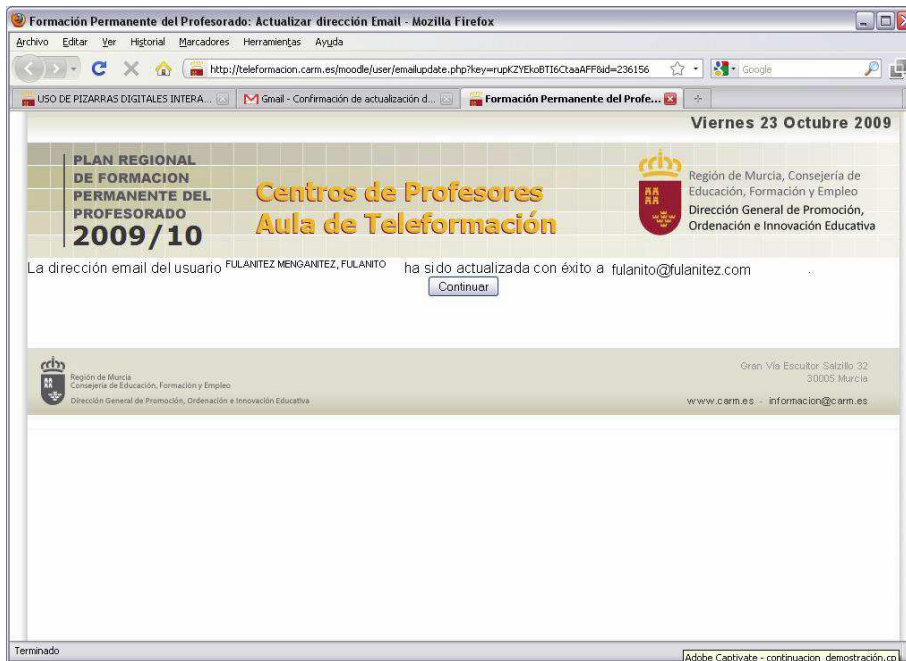 Formación Permanente del Profesorado: Actualizar dirección Email - Mozilla Firefox
Archivo Editar Ver Historial Marcadores Herramientas Ayuda
http://teleformacion.carm.es/moodle/user/emailupdate.php?key=rupKZYEkoBTI6CtaaAFF8id=236156 Google
USO DE PIZARRAS DIGITALES INTERA... Gmail - Confirmación de actualización d... Formación Permanente del Profe...
Viernes 23 Octubre 2009
PLAN REGIONAL
DE FORMACION
PERMANENTE DEL
PROFESORADO
2009/10
Centros de Profesores
Aula de Teleformación
Región de Murcia, Consejería de
Educación, Formación y Empleo
Dirección General de Promoción,
Ordenación e Innovación Educativa
La dirección email del usuario FULANITEZ MENGANITEZ, FULANITO ha sido actualizada con éxito a fulanito@fulanitez.com .
Continuar
Región de Murcia
Consejería de Educación, Formación y Empleo
Dirección General de Promoción, Ordenación e Innovación Educativa
Gran Vía Escultor Salzillo 32
30005 Murcia
www.carm.es - informacion@carm.es
Terminado
Adobe Captivate - continuacion_demostración.cp